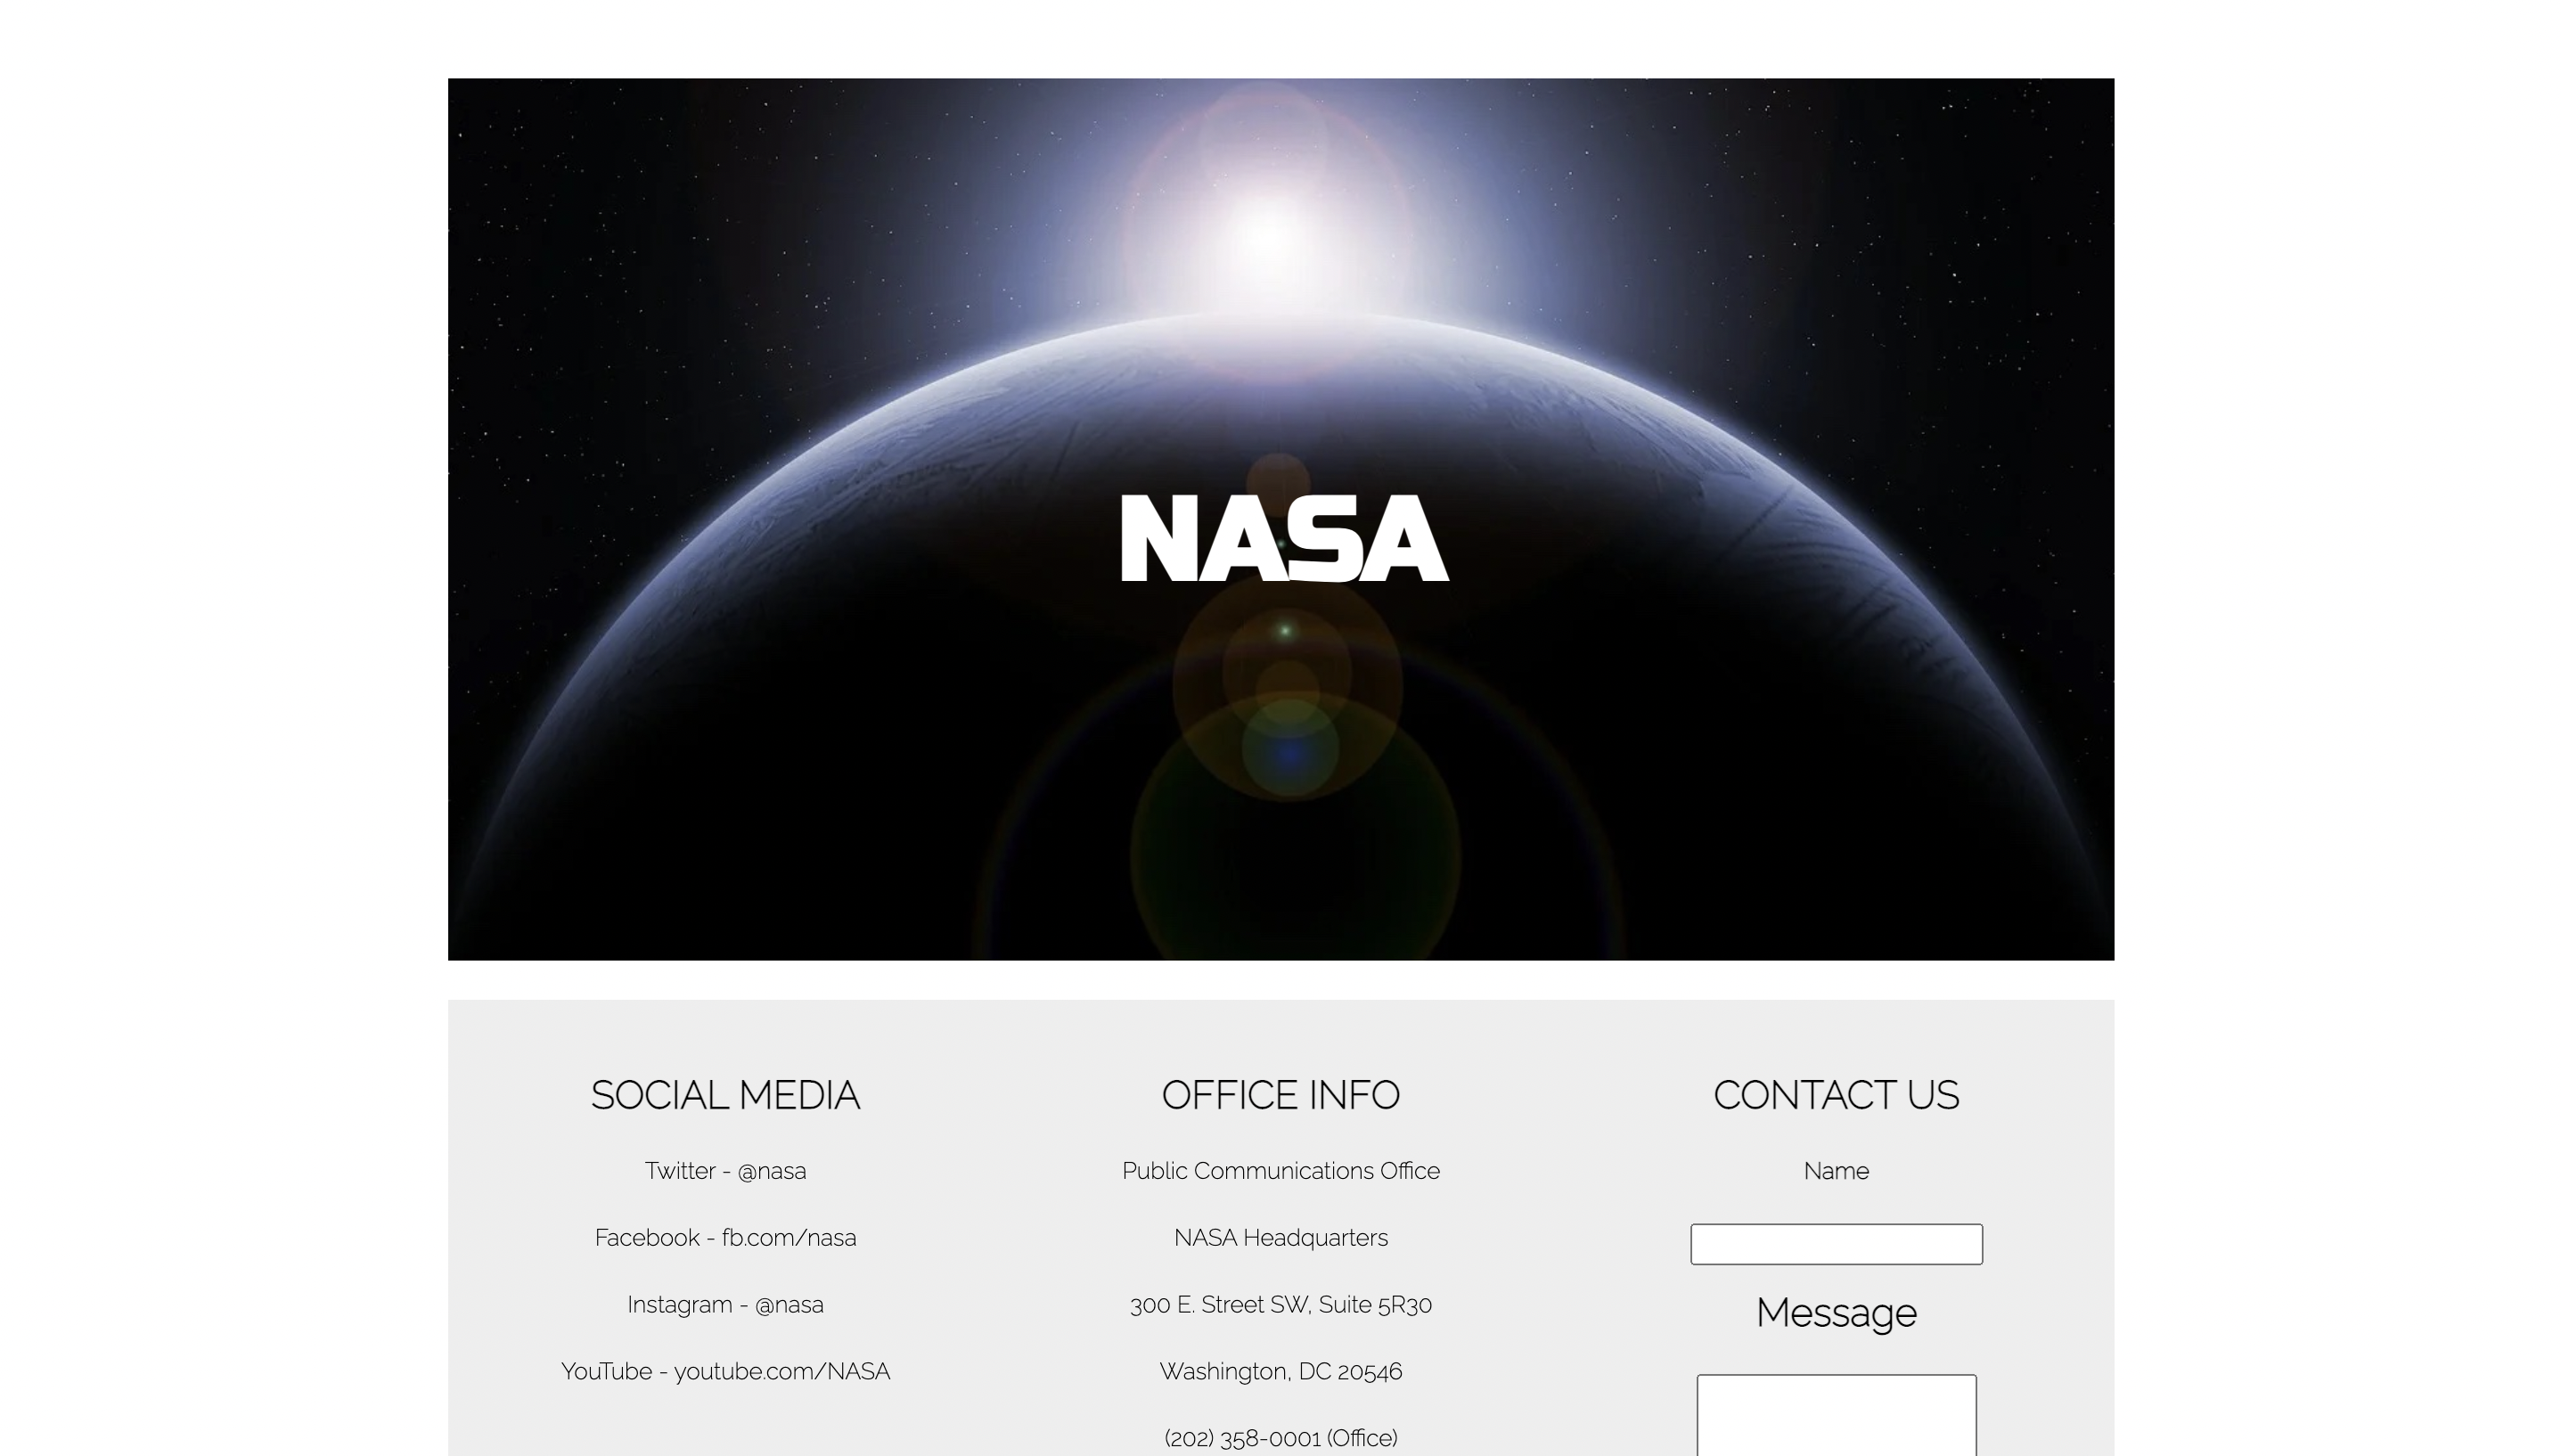 NASA
SOCIAL MEDIA
Twitter - @nasa
Facebook - fb.com/nasa
Instagram - @nasa
YouTube - youtube.com/NASA
OFFICE INFO
Public Communications Office
NASA Headquarters
300 E. Street SW, Suite 5R30
Washington, DC 20546
(202) 358-0001 (Office)
CONTACT US
Name
Message